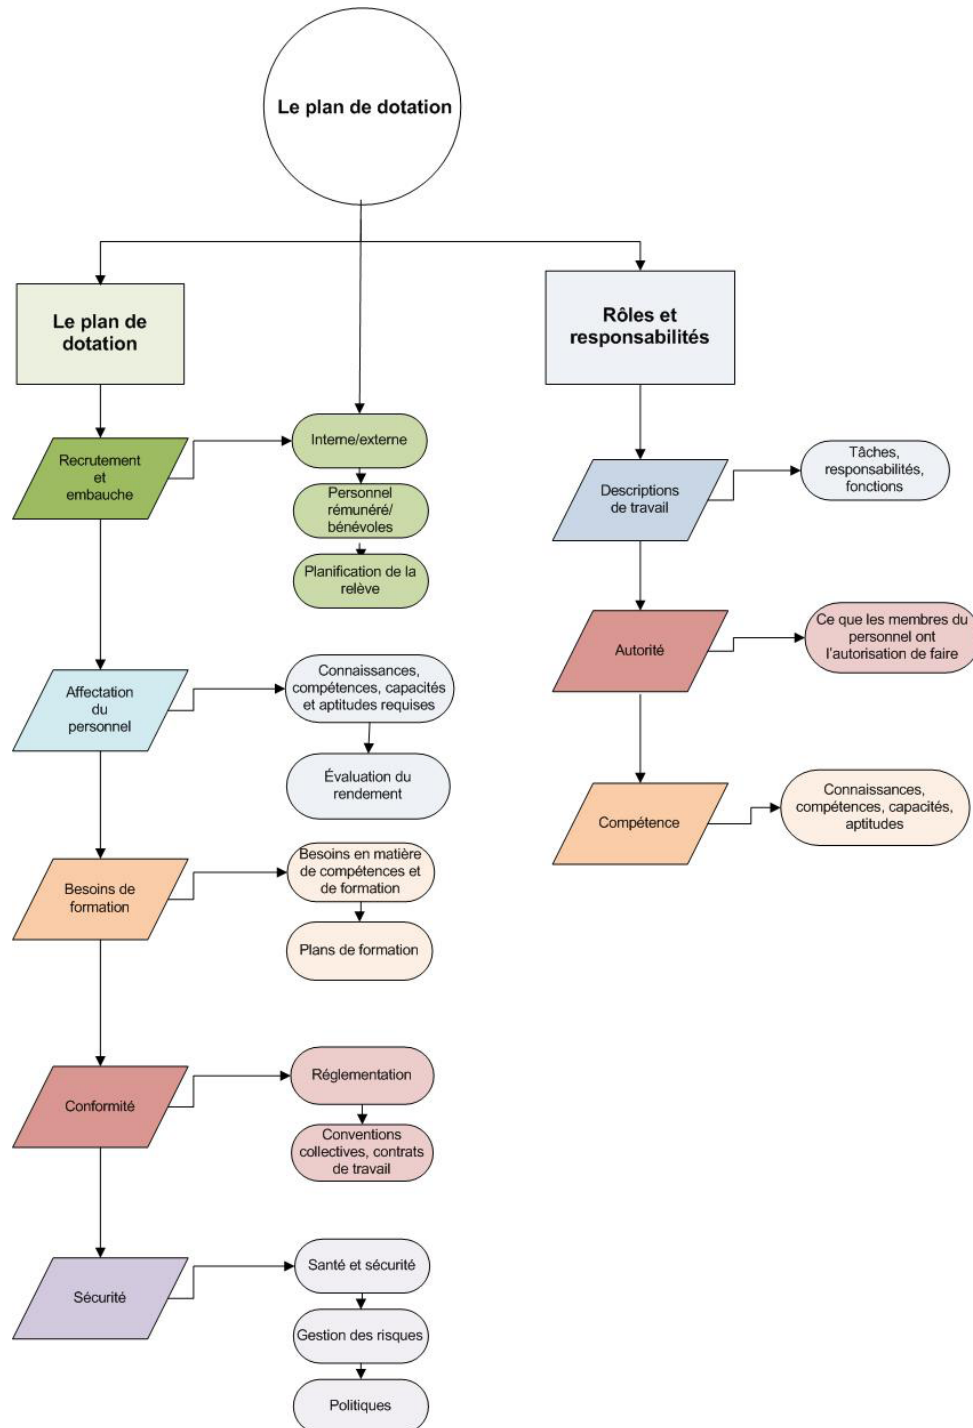 Le plan de dotation
Le plan de
dotation
Rôles et
responsabilités
Recrutement
et
embauche
Interne/externe
Personnel
rémunéré/
bénévoles
Planification de la
relève
Affectation
du
personnel
Connaissances,
compétences, capacités
et aptitudes requises
Évaluation du
rendement
Besoins de
formation
Besoins en matière
de compétences et
de formation
Plans de formation
Conformité
Réglementation
Conventions
collectives, contrats
de travail
Sécurité
Santé et sécurité
Gestion des risques
Politiques
Descriptions
de travail
Tâches,
responsabilités,
fonctions
Autorité
Ce que les membres du
personnel ont
l’autorisation de faire
Compétence
Connaissances,
compétences, capacités,
aptitudes